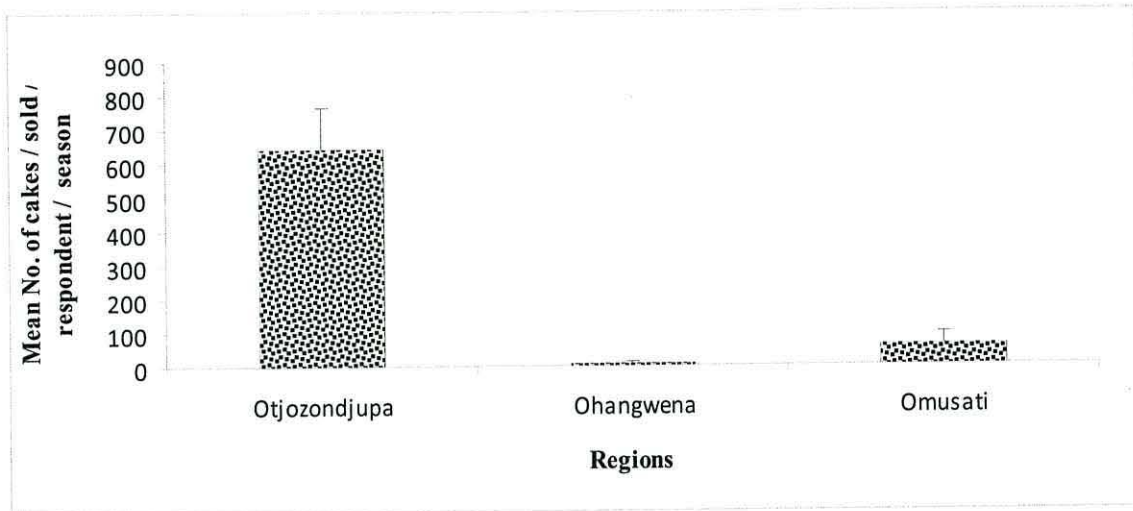 Mean No. of cakes / sold /
respondent / season
900
800
700
600
500
400
300
200
100
0
Otjozondjupa Ohangwena Omusati
Regions